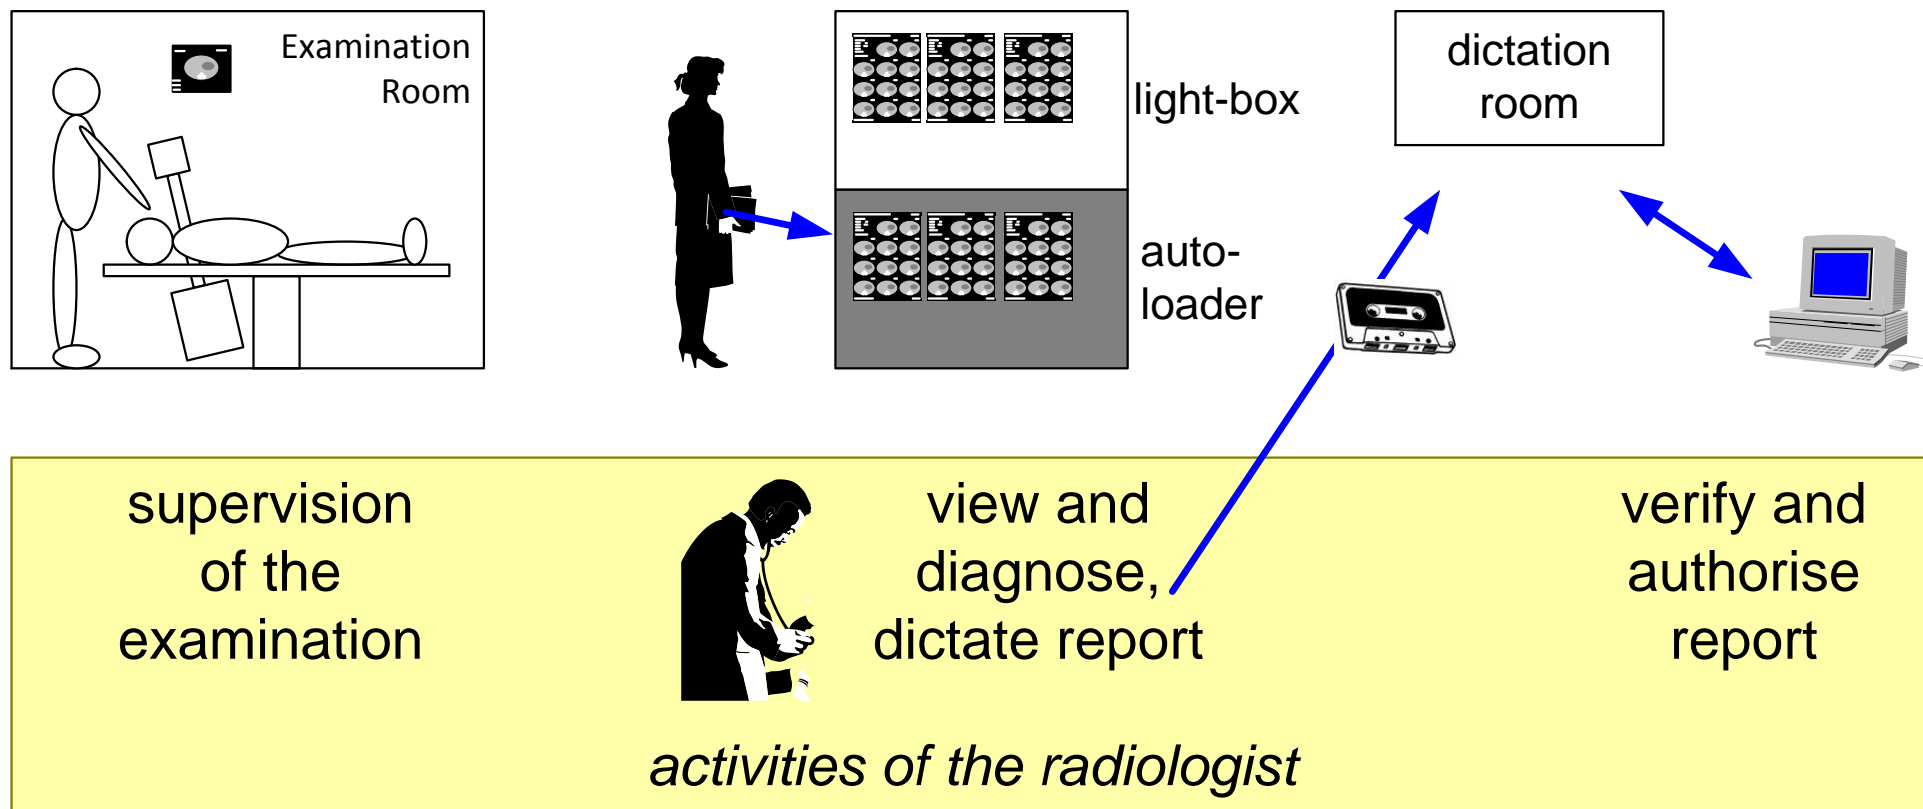 Examination
Room
light-box
auto-
loader
dictation
room
supervision
of the
examination
view and
diagnose,
dictate report
verify and
authorise
report
activities of the radiologist